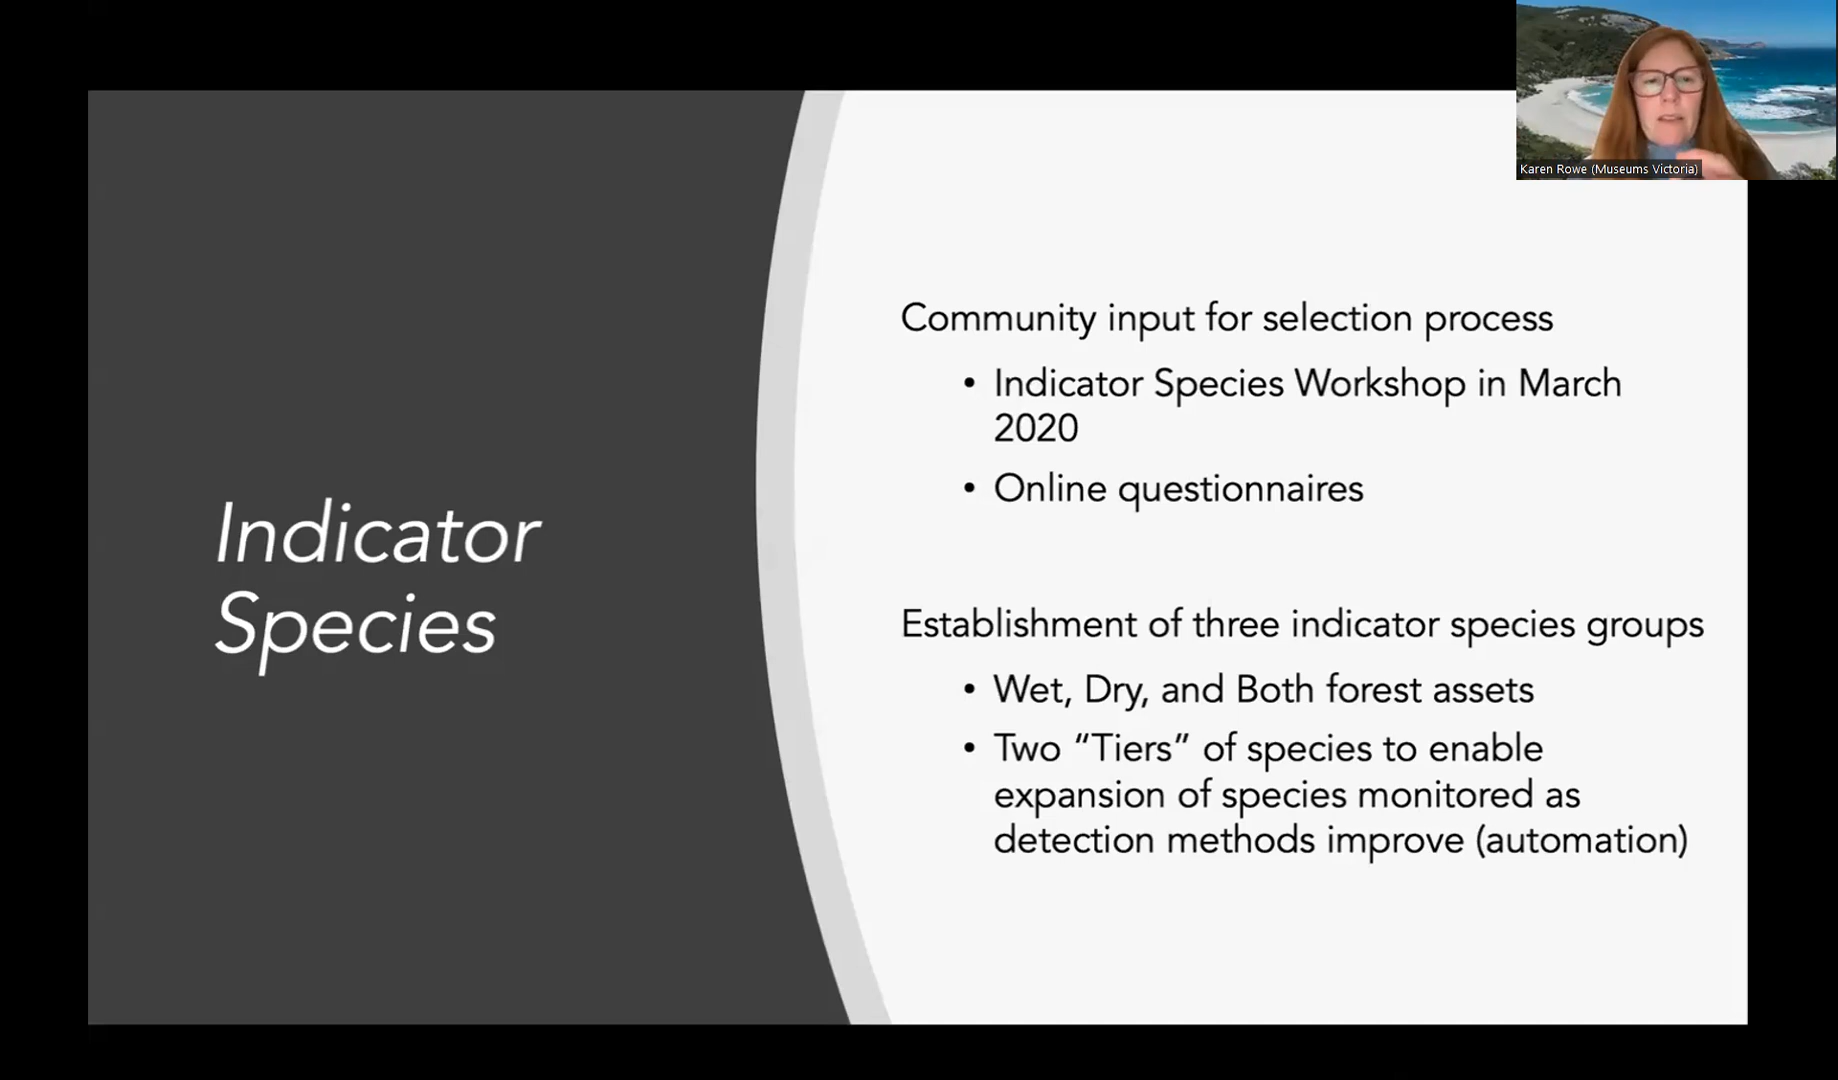 Karen Rowe (Museums Victoria)
Indicator
Species
Community input for selection process
• Indicator Species Workshop in March
2020
• Online questionnaires
Establishment of three indicator species groups
• Wet, Dry, and Both forest assets
• Two “Tiers” of species to enable
expansion of species monitored as
detection methods improve (automation)